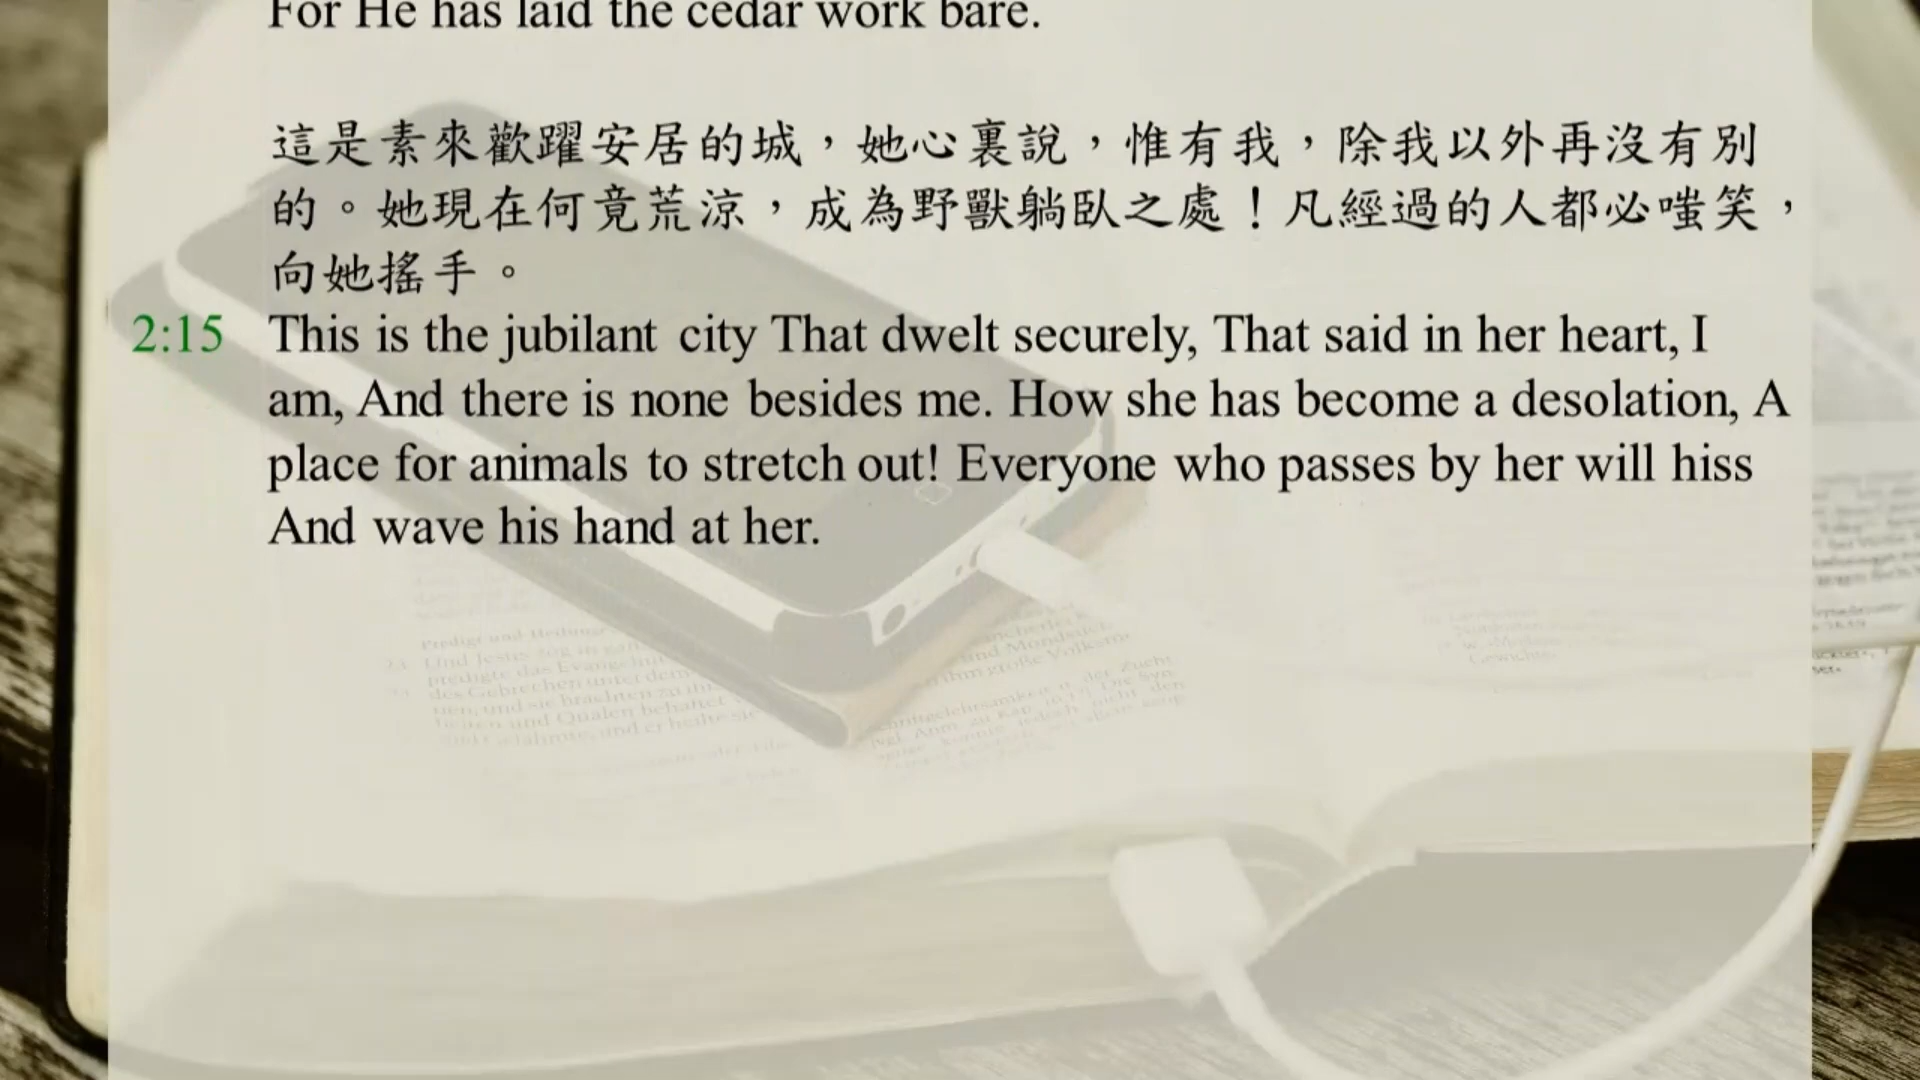 For He has laid the cedar work bare.
這是素來歡躍安居的城，她心裏說，惟有我，除我以外再沒有別
的。她現在何竟荒涼，成為野獸躺臥之處！凡經過的人都必嗤笑，
向她搖手。
2:15 This is the jubilant city That dwelt securely, That said in her heart, I
am, And there is none besides me. How she has become a desolation, A
place for animals to stretch out! Everyone who passes by her will hiss
And wave his hand at her.